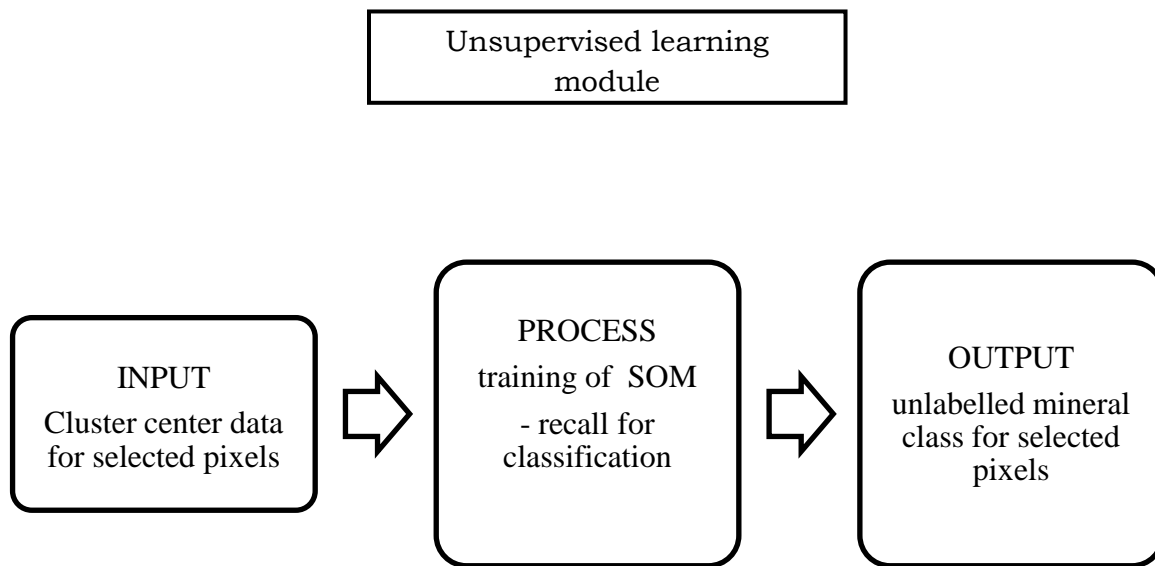 Unsupervised learning
module
INPUT
Cluster center data
for selected pixels
PROCESS
training of SOM
- recall for
classification
OUTPUT
unlabelled mineral
class for selected
pixels